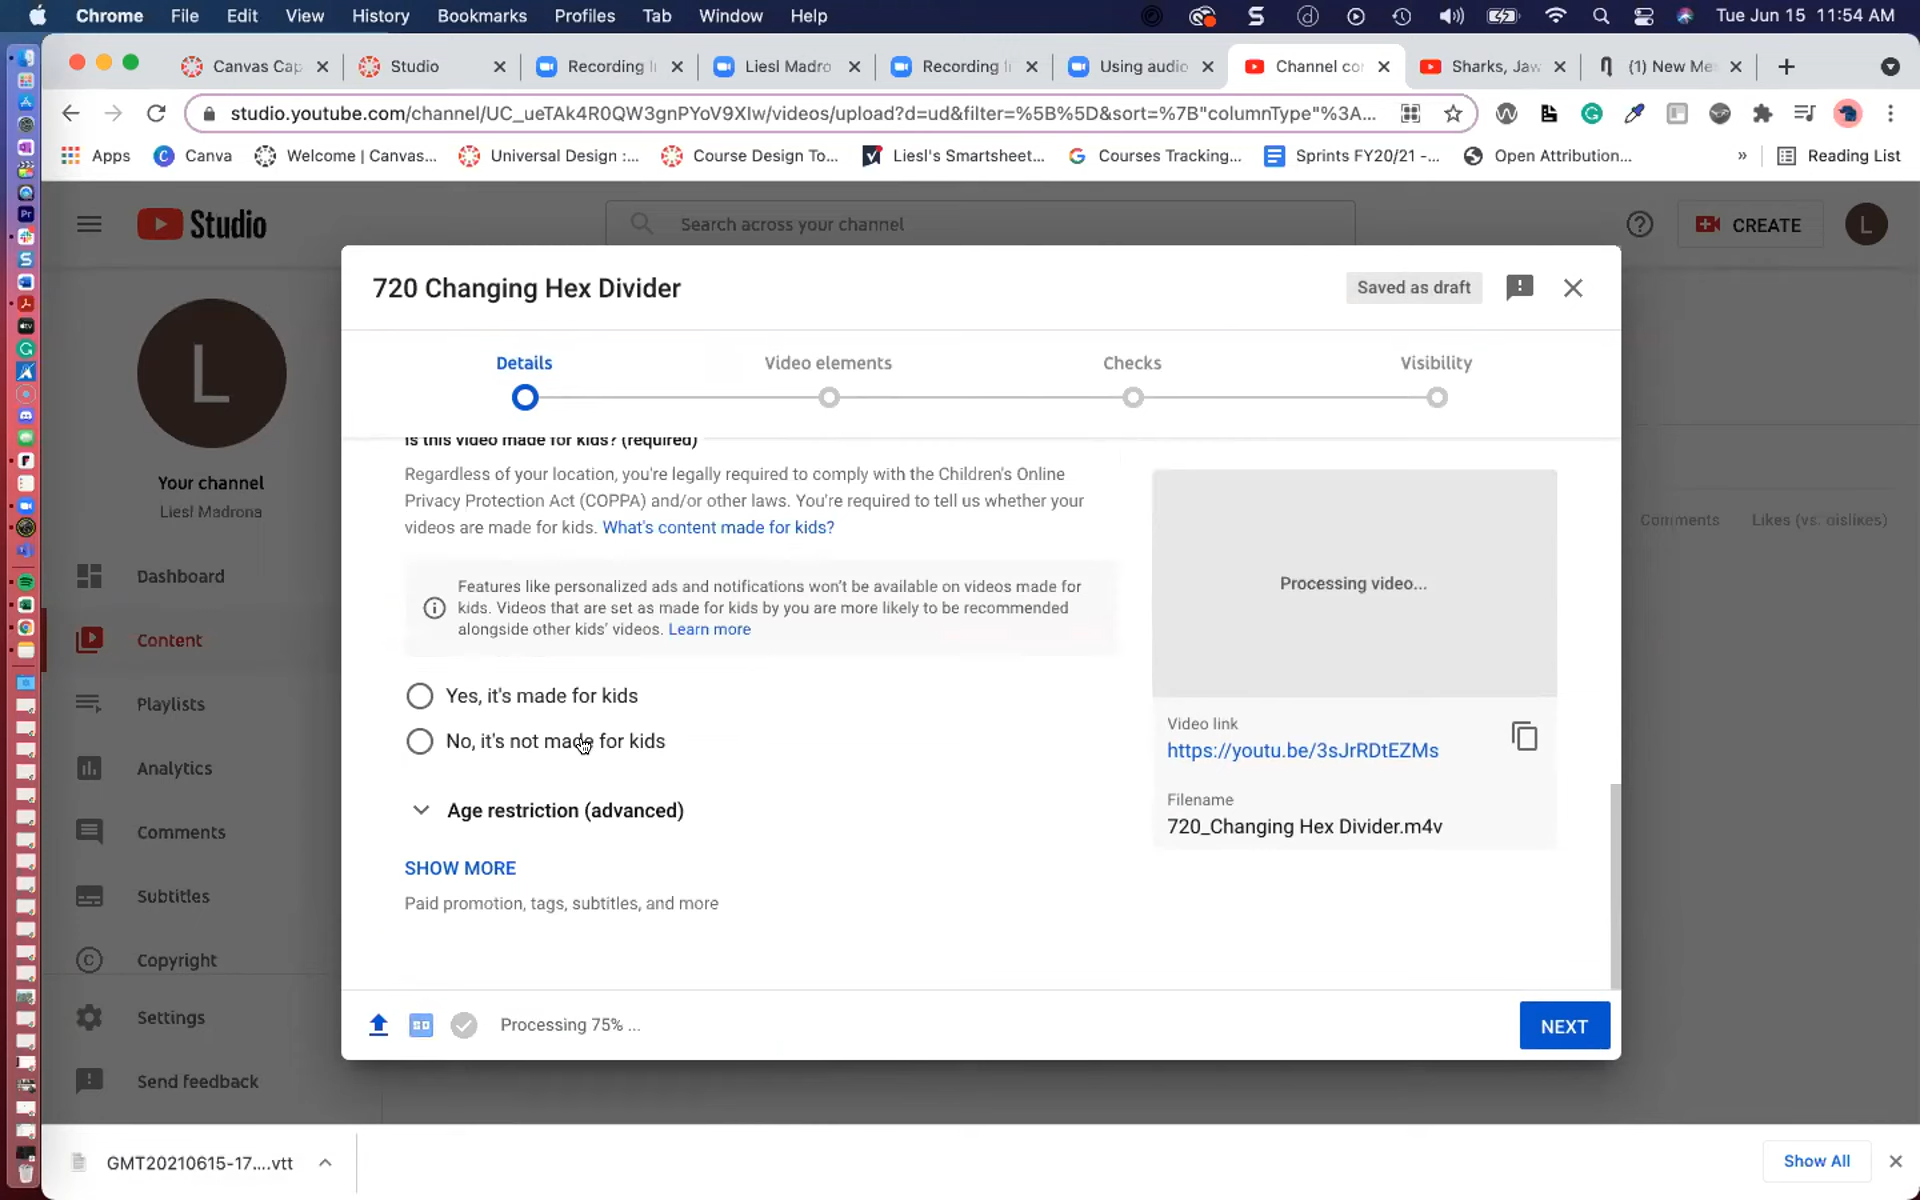 Chrome File Edit View History Bookmarks Profiles Tab Window Help Tue Jun 15 11:54 AM
Canvas Cap Studio Recording Liesl Madro Recording Using audio Channel co Sharks, Jaw (1) New Me
studio.youtube.com/channel/UC_ueTAk4R0QW3gnPYoV9XIw/videos/upload?d=ud&filter=%5B%5D&sort=%7B"columnType"%3A...
Apps Canva Welcome | Canvas... Universal Design :... Course Design To... Liesl's Smartsheet... Courses Tracking,... Sprints FY20/21 -... Open Attribution... » Reading List
Studio Search across your channel CREATE L
720 Changing Hex Divider Saved as draft
Details Video elements Checks Visibility
L
Your channel
Liesl Madrona
Dashboard
Content
Playlists
Analytics
Comments
Subtitles
Copyright
Settings
Send feedback
Is this video made for kids? (required)
Regardless of your location, you're legally required to comply with the Children's Online
Privacy Protection Act (COPPA) and/or other laws. You're required to tell us whether your
videos are made for kids. What's content made for kids?
Features like personalized ads and notifications won't be available on videos made for
kids. Videos that are set as made for kids by you are more likely to be recommended
alongside other kids' videos. Learn more
Yes, it's made for kids
No, it's not made for kids
Age restriction (advanced)
SHOW MORE
Paid promotion, tags, subtitles, and more
Processing video...
Video link
https://youtu.be/3sJrRDtEZMs
Filename
720_Changing Hex Divider.m4v
Comments Likes (vs. dislikes)
SD Processing 75% ... NEXT
GMT20210615-17....vtt Show All